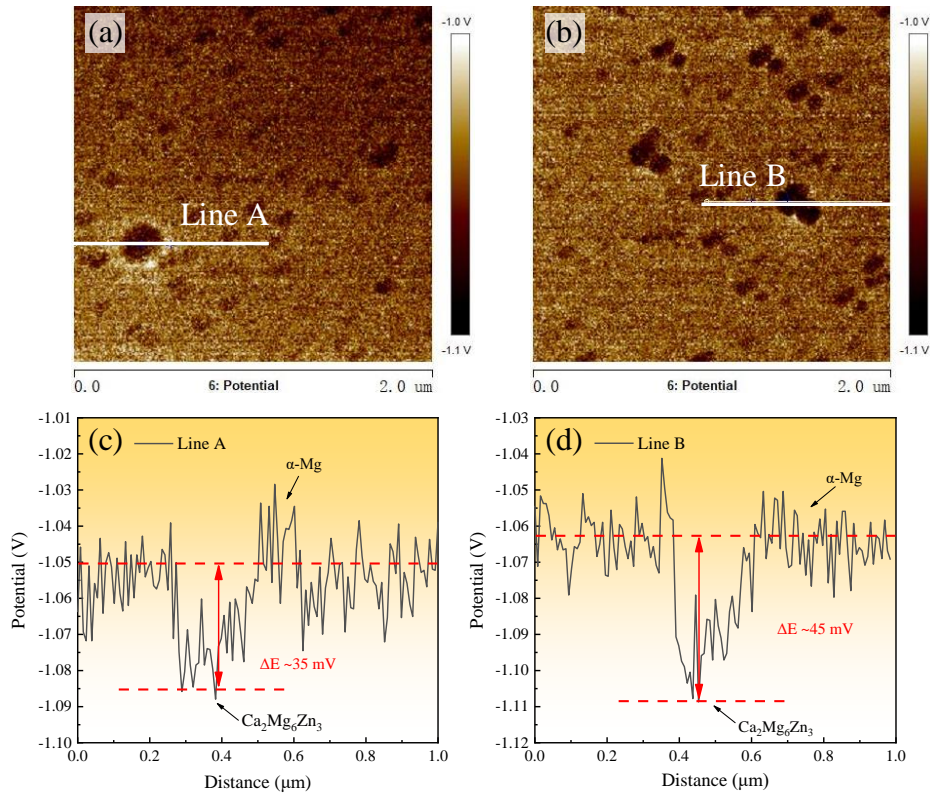 (a)
Line A
-1.0 V
-1.1 V
0.0
6: Potential
2.0 um
(b)
Line B
-1.0 V
-1.1 V
0.0
6: Potential
2.0 um
(c)
Line A
α-Mg
ΔE ~35 mV
Ca₂Mg₆Zn₃
Potential (V)
-1.01
-1.02
-1.03
-1.04
-1.05
-1.06
-1.07
-1.08
-1.09
-1.10
0.0 0.2 0.4 0.6 0.8 1.0
Distance (μm)
(d)
Line B
α-Mg
ΔE ~45 mV
Ca₂Mg₆Zn₃
Potential (V)
-1.03
-1.04
-1.05
-1.06
-1.07
-1.08
-1.09
-1.10
-1.11
-1.12
0.0 0.2 0.4 0.6 0.8 1.0
Distance (μm)